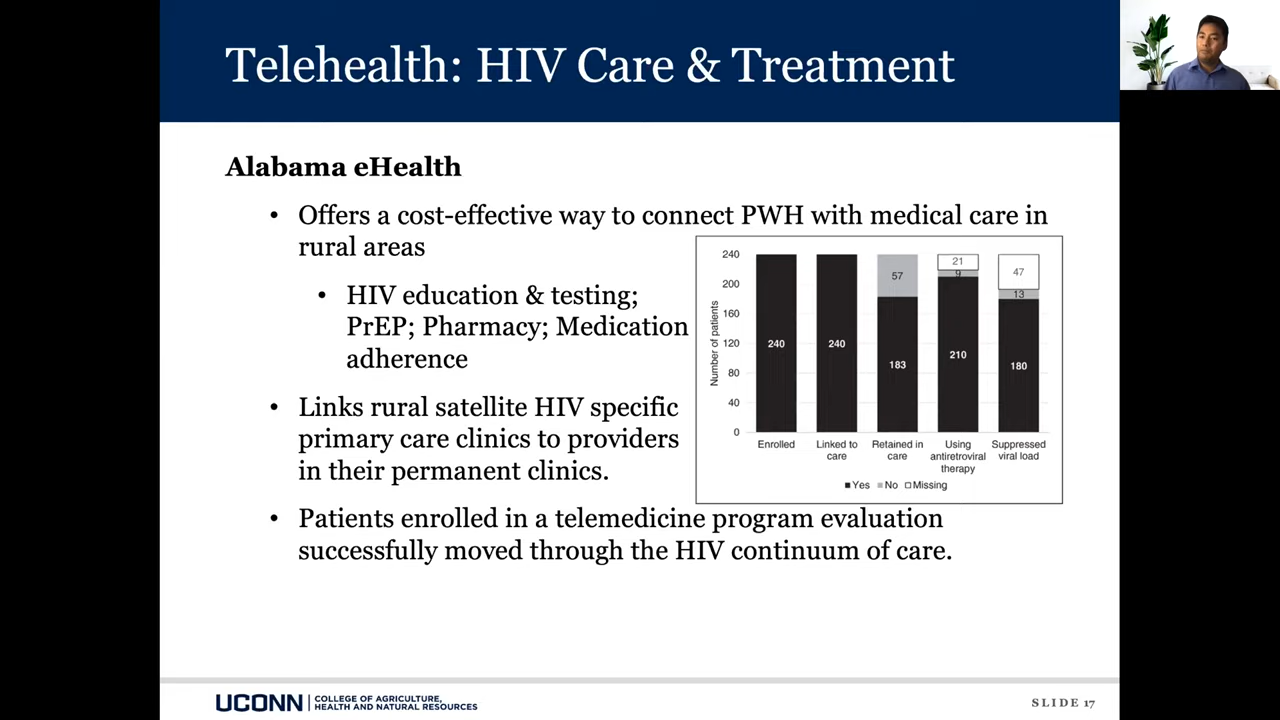 Telehealth: HIV Care & Treatment
Alabama eHealth
• Offers a cost-effective way to connect PWH with medical care in
rural areas
• HIV education & testing;
PrEP; Pharmacy; Medication
adherence
• Links rural satellite HIV specific
primary care clinics to providers
in their permanent clinics.
• Patients enrolled in a telemedicine program evaluation
successfully moved through the HIV continuum of care.
Number of patients
240
200
160
120
80
40
0
240
240
57
183
21
9
210
47
13
180
Enrolled
Linked to
care
Retained in
care
Using
antiretroviral
therapy
Suppressed
viral load
Yes No Missing
UCONN
COLLEGE OF AGRICULTURE,
HEALTH AND NATURAL RESOURCES
SLIDE 17